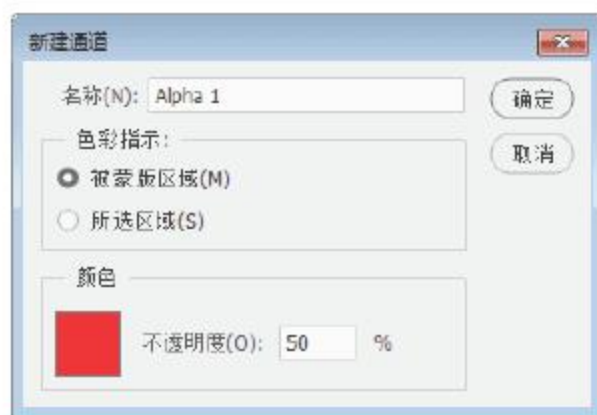 新建通道
名称(N): Alpha 1
确定
色彩指示:
取消
被蒙版区域(M)
所选区域(S)
颜色
不透明度(O): 50 %